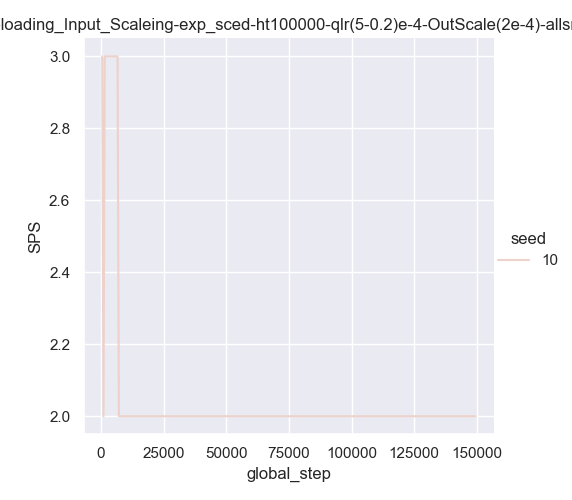 loading_Input_Scaleing-exp_sced-ht100000-qlr(5-0.2)e-4-OutScale(2e-4)-allsr
3.0
2.8
2.6
2.4
2.2
2.0
SPS
0 25000 50000 75000 100000 125000 150000
global_step
seed
10